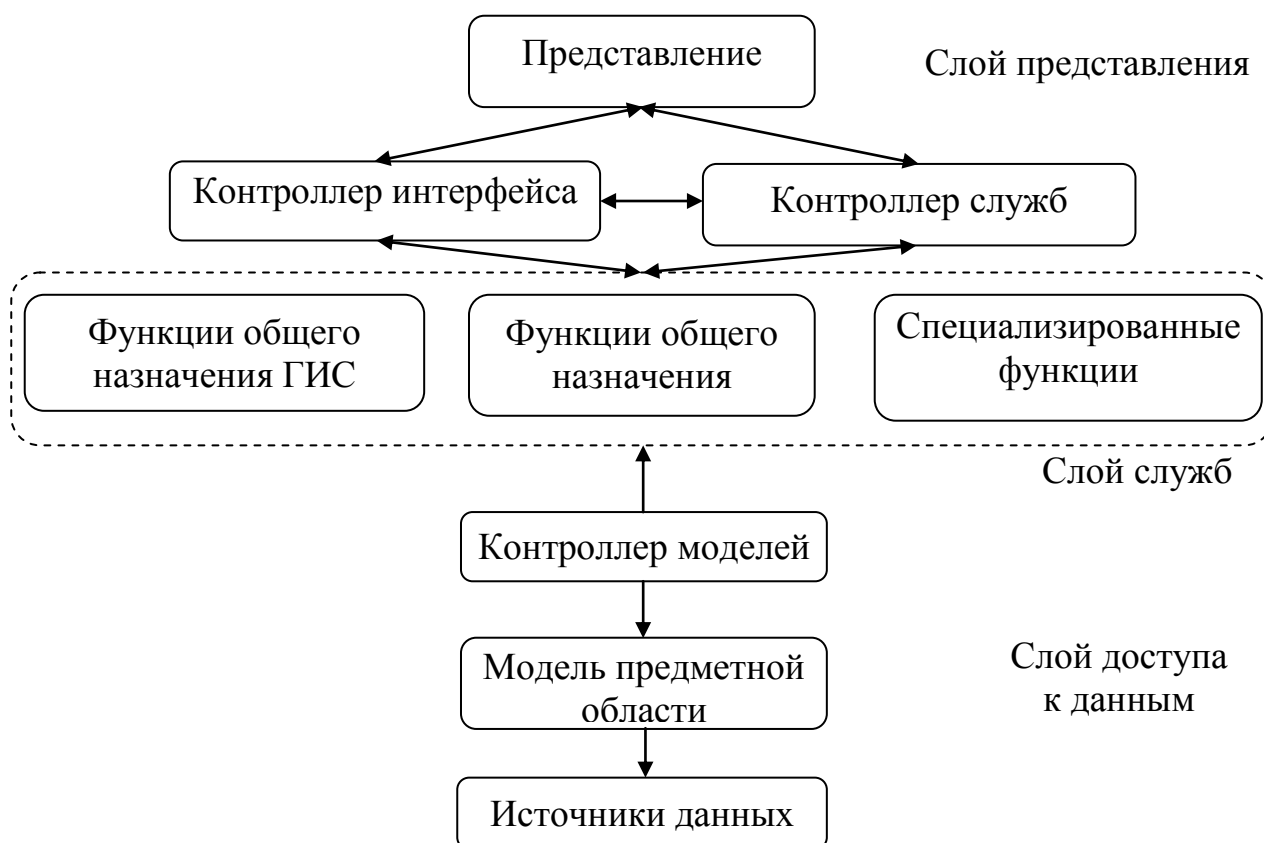 Представление
Слой представления
Контроллер интерфейса
Контроллер служб
Функции общего
назначения ГИС
Функции общего
назначения
Специализированные
функции
Слой служб
Контроллер моделей
Модель предметной
области
Слой доступа
к данным
Источники данных